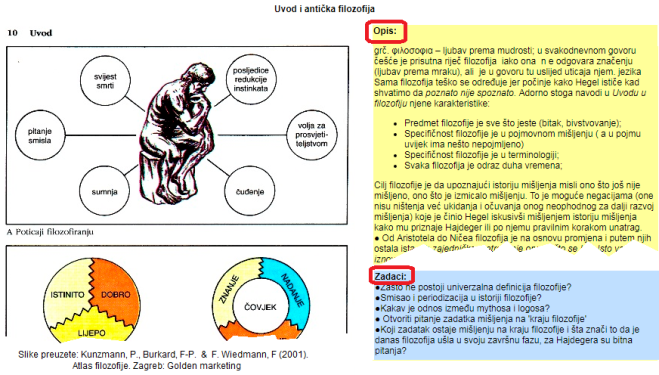 Uvod i antička filozofija
10 Uvod
svijest
smrti
posljedice
redukcije
instinkata
pitanje
smisla
volja za
prosvjeti-
teljstvom
sumnja
čuđenje
A Poticaji filozofiranju
ISTINITO
DOBRO
LIJEPO
ZNANJE
NADANJE
ČOVJEK
Slike preuzete: Kunzmann, P., Burkard, F-P. & F. Wiedmann, F (2001).
Atlas filozofije. Zagreb: Golden marketing
Opis:
grč. φιλοσοφια – ljubav prema mudrosti; u svakodnevnom govoru
češće je prisutna riječ filozofija iako ona n e odgovara značenju
(ljubav prema mraku), ali je u govoru tu uslijed uticaja njem. jezika
Sama filozofija teško se određuje jer počinje kako Hegel ističe kad
shvatimo da poznato nije spoznato. Adorno stoga navodi u Uvodu u
filozofiju njene karakteristike:
• Predmet filozofije je sve što jeste (bitak, bivstvovanje);
• Specifičnost filozofije je u pojmovnom mišljenju ( a u pojmu
uvijek ima nešto nepojmljeno)
• Specifičnost filozofije je u terminologiji;
• Svaka filozofija je odraz duha vremena;
Cilj filozofije je da upoznajući istoriju mišljenja misli ono što još nije
mišljeno, ono što je izmicalo mišljenju. To je moguće negacijama (one
nisu ništenja već ukidanja i očuvanja onog neophodnog za dalji razvoj
mišljenja) koje je činio Hegel iskusivši mišljenjem istoriju mišljenja
kako mu priznaje Hajdeger ili po njemu pravilnim korakom unatrag.
● Od Aristotela do Ničea filozofija je na osnovu promjena i putem njih
ostala ista
Zadaci:
●Zašto ne postoji univerzalna definicija filozofije?
●Smisao i periodizacija u istoriji filozofije?
●Kakav je odnos između mythosa i logosa?
● Otvoriti pitanje zadatka mišljenja na 'kraju filozofije'
●Koji zadatak ostaje mišljenju na kraju filozofije i šta znači to da je
danas filozofija ušla u svoju završnu fazu, za Hajdegera su bitna
pitanja?